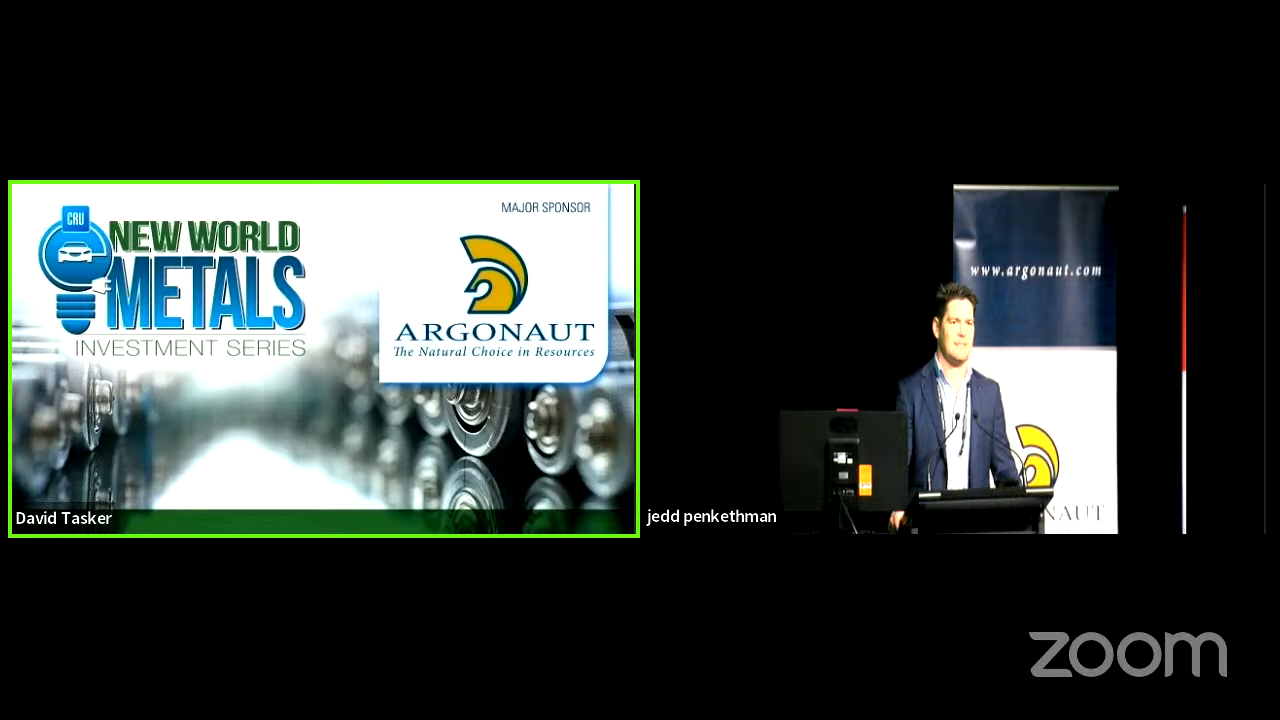 CRU
NEW WORLD
METALS
INVESTMENT SERIES
MAJOR SPONSOR
ARGONAUT
The Natural Choice in Resources
David Tasker
www.argonaut.com
NAUT
jedd penkethman
zoom